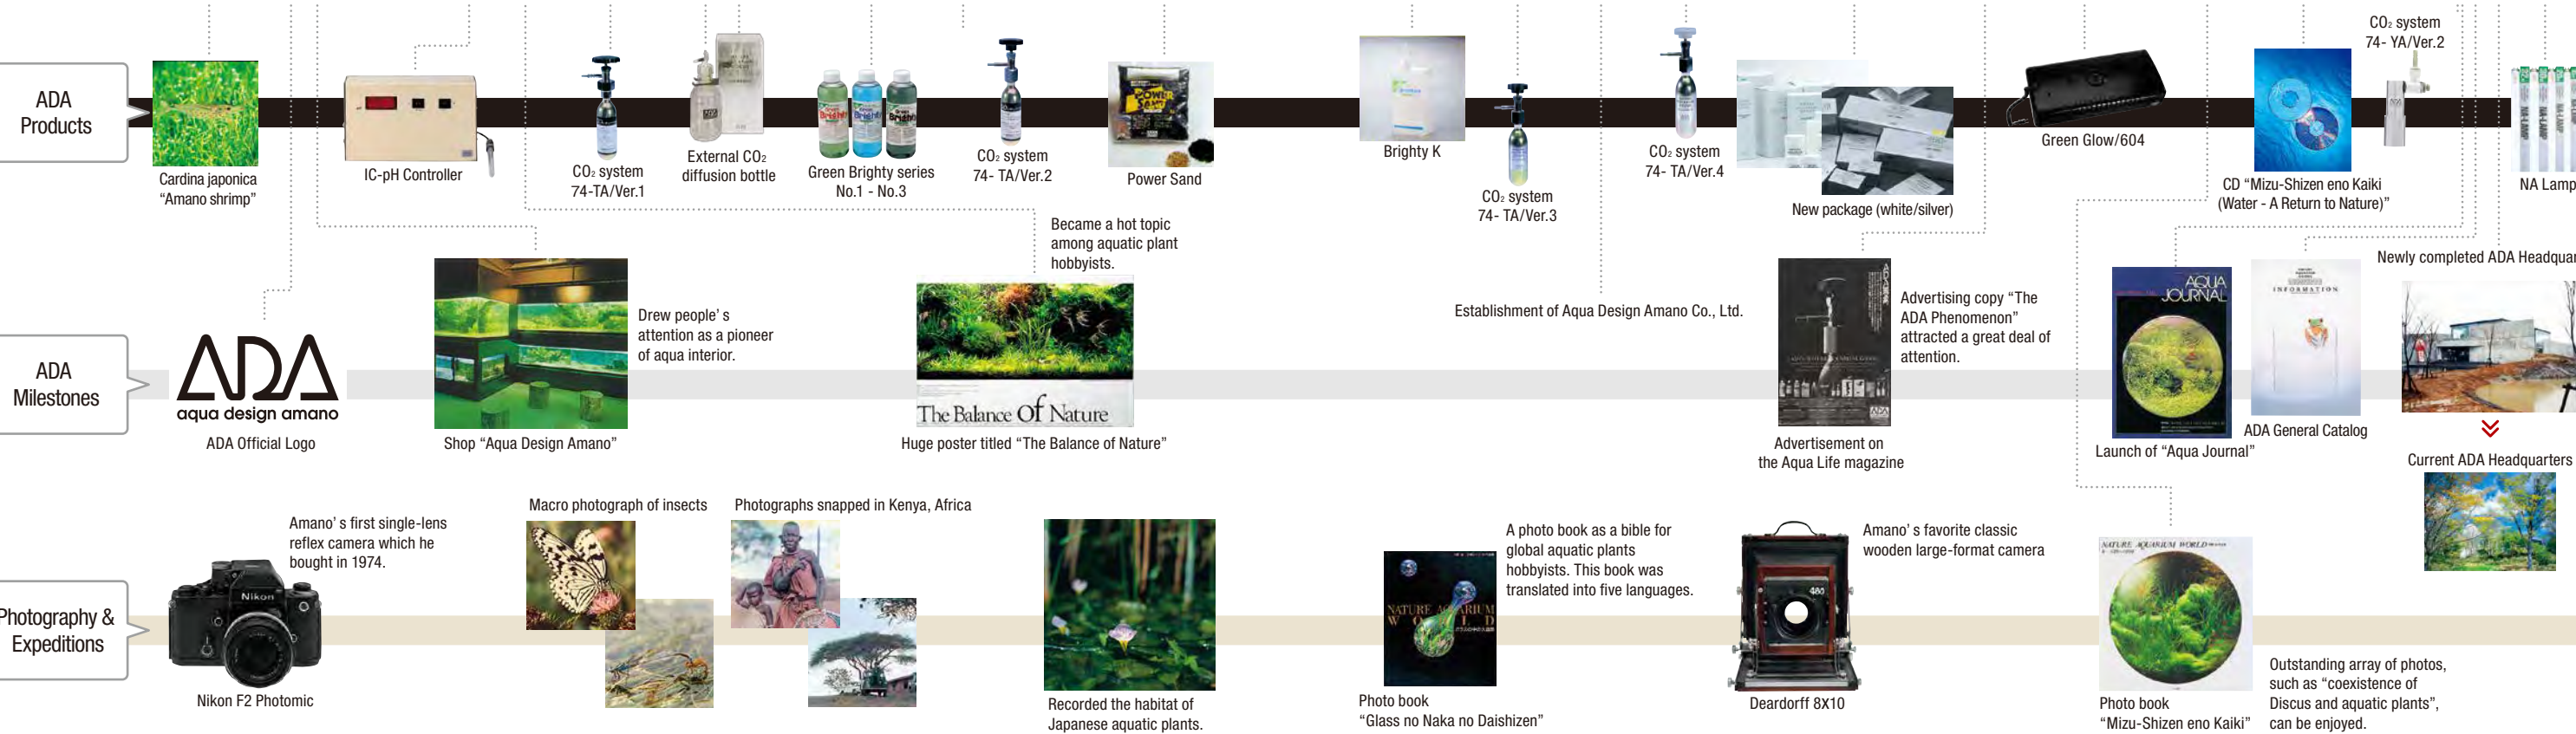 ADA
Products
Cardina japonica
“Amano shrimp”
IC-pH Controller
CO₂ system
74-TA/Ver.1
External CO₂
diffusion bottle
Green Brighty series
No.1 - No.3
CO₂ system
74- TA/Ver.2
POWER
SAND
Power Sand
Brighty K
CO₂ system
74- TA/Ver.3
CO₂ system
74- TA/Ver.4
New package (white/silver)
Green Glow/604
CD “Mizu-Shizen eno Kaiki
(Water - A Return to Nature)”
CO₂ system
74- YA/Ver.2
NA Lamp
ADA
Milestones
ADA
aqua design amano
ADA Official Logo
Shop “Aqua Design Amano”
Drew people’s
attention as a pioneer
of aqua interior.
Became a hot topic
among aquatic plant
hobbyists.
The Balance Of Nature
Huge poster titled “The Balance of Nature”
Establishment of Aqua Design Amano Co., Ltd.
Advertisement on
the Aqua Life magazine
Advertising copy “The
ADA Phenomenon”
attracted a great deal of
attention.
AQUA
JOURNAL
Launch of “Aqua Journal”
INFORMATION
ADA General Catalog
Newly completed ADA Headquar
Current ADA Headquarters
Photography &
Expeditions
Amano’s first single-lens
reflex camera which he
bought in 1974.
Nikon
Nikon F2 Photomic
Macro photograph of insects
Photographs snapped in Kenya, Africa
Recorded the habitat of
Japanese aquatic plants.
NATURE AQUARIUM
WORLD
Photo book
“Glass no Naka no Daishizen”
A photo book as a bible for
global aquatic plants
hobbyists. This book was
translated into five languages.
Deardorff 8X10
Amano’s favorite classic
wooden large-format camera
NATURE AQUARIUM WORLD
Photo book
“Mizu-Shizen eno Kaiki”
Outstanding array of photos,
such as “coexistence of
Discus and aquatic plants”,
can be enjoyed.